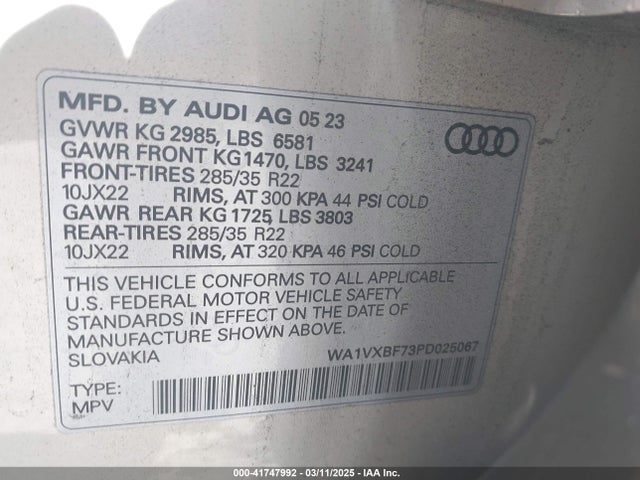 MFD. BY AUDI AG 05 23
GVWR KG 2985, LBS 6581
GAWR FRONT KG1470, LBS 3241
FRONT-TIRES 285/35 R22
10JX22 RIMS, AT 300 KPA 44 PSI COLD
GAWR REAR KG 1725 LBS 3803
REAR-TIRES 285/35 R22
10JX22 RIMS, AT 320 KPA 46 PSI COLD
THIS VEHICLE CONFORMS TO ALL APPLICABLE
U.S. FEDERAL MOTOR VEHICLE SAFETY
STANDARDS IN EFFECT ON THE DATE OF
MANUFACTURE SHOWN ABOVE.
SLOVAKIA WA1VXBF73PD025067
TYPE:
MPV
000-41747992 - 03/11/2025 - IAA Inc.